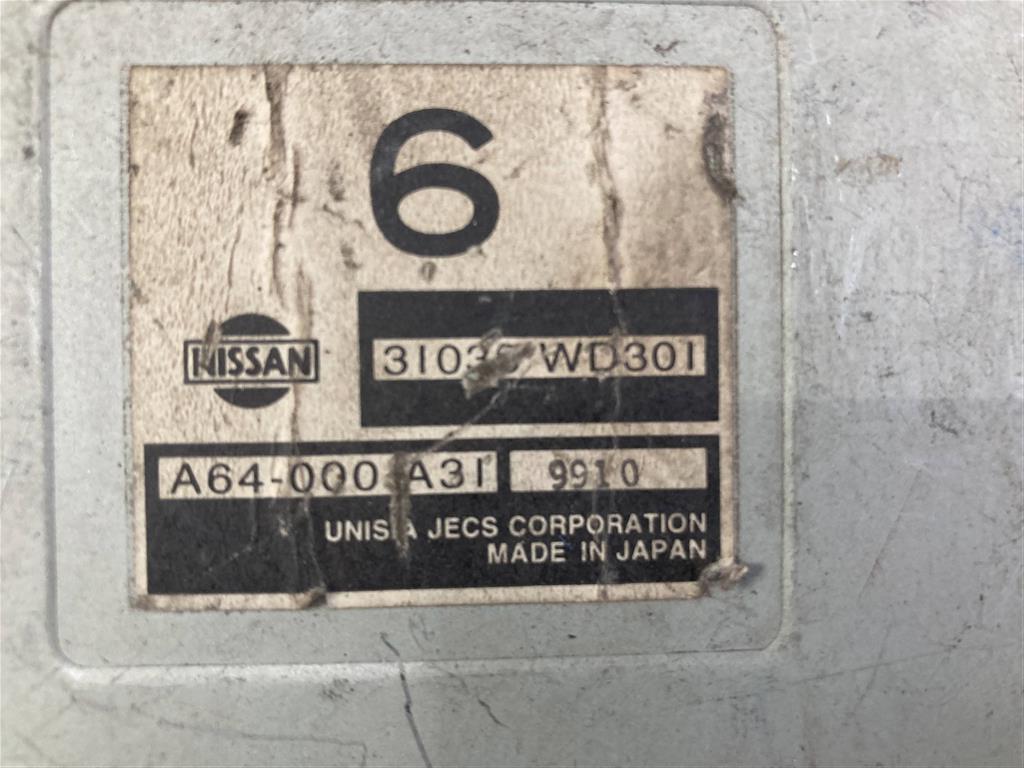 6
NISSAN
31036 WD301
A64-000 A31 9910
UNISIA JECS CORPORATION
MADE IN JAPAN